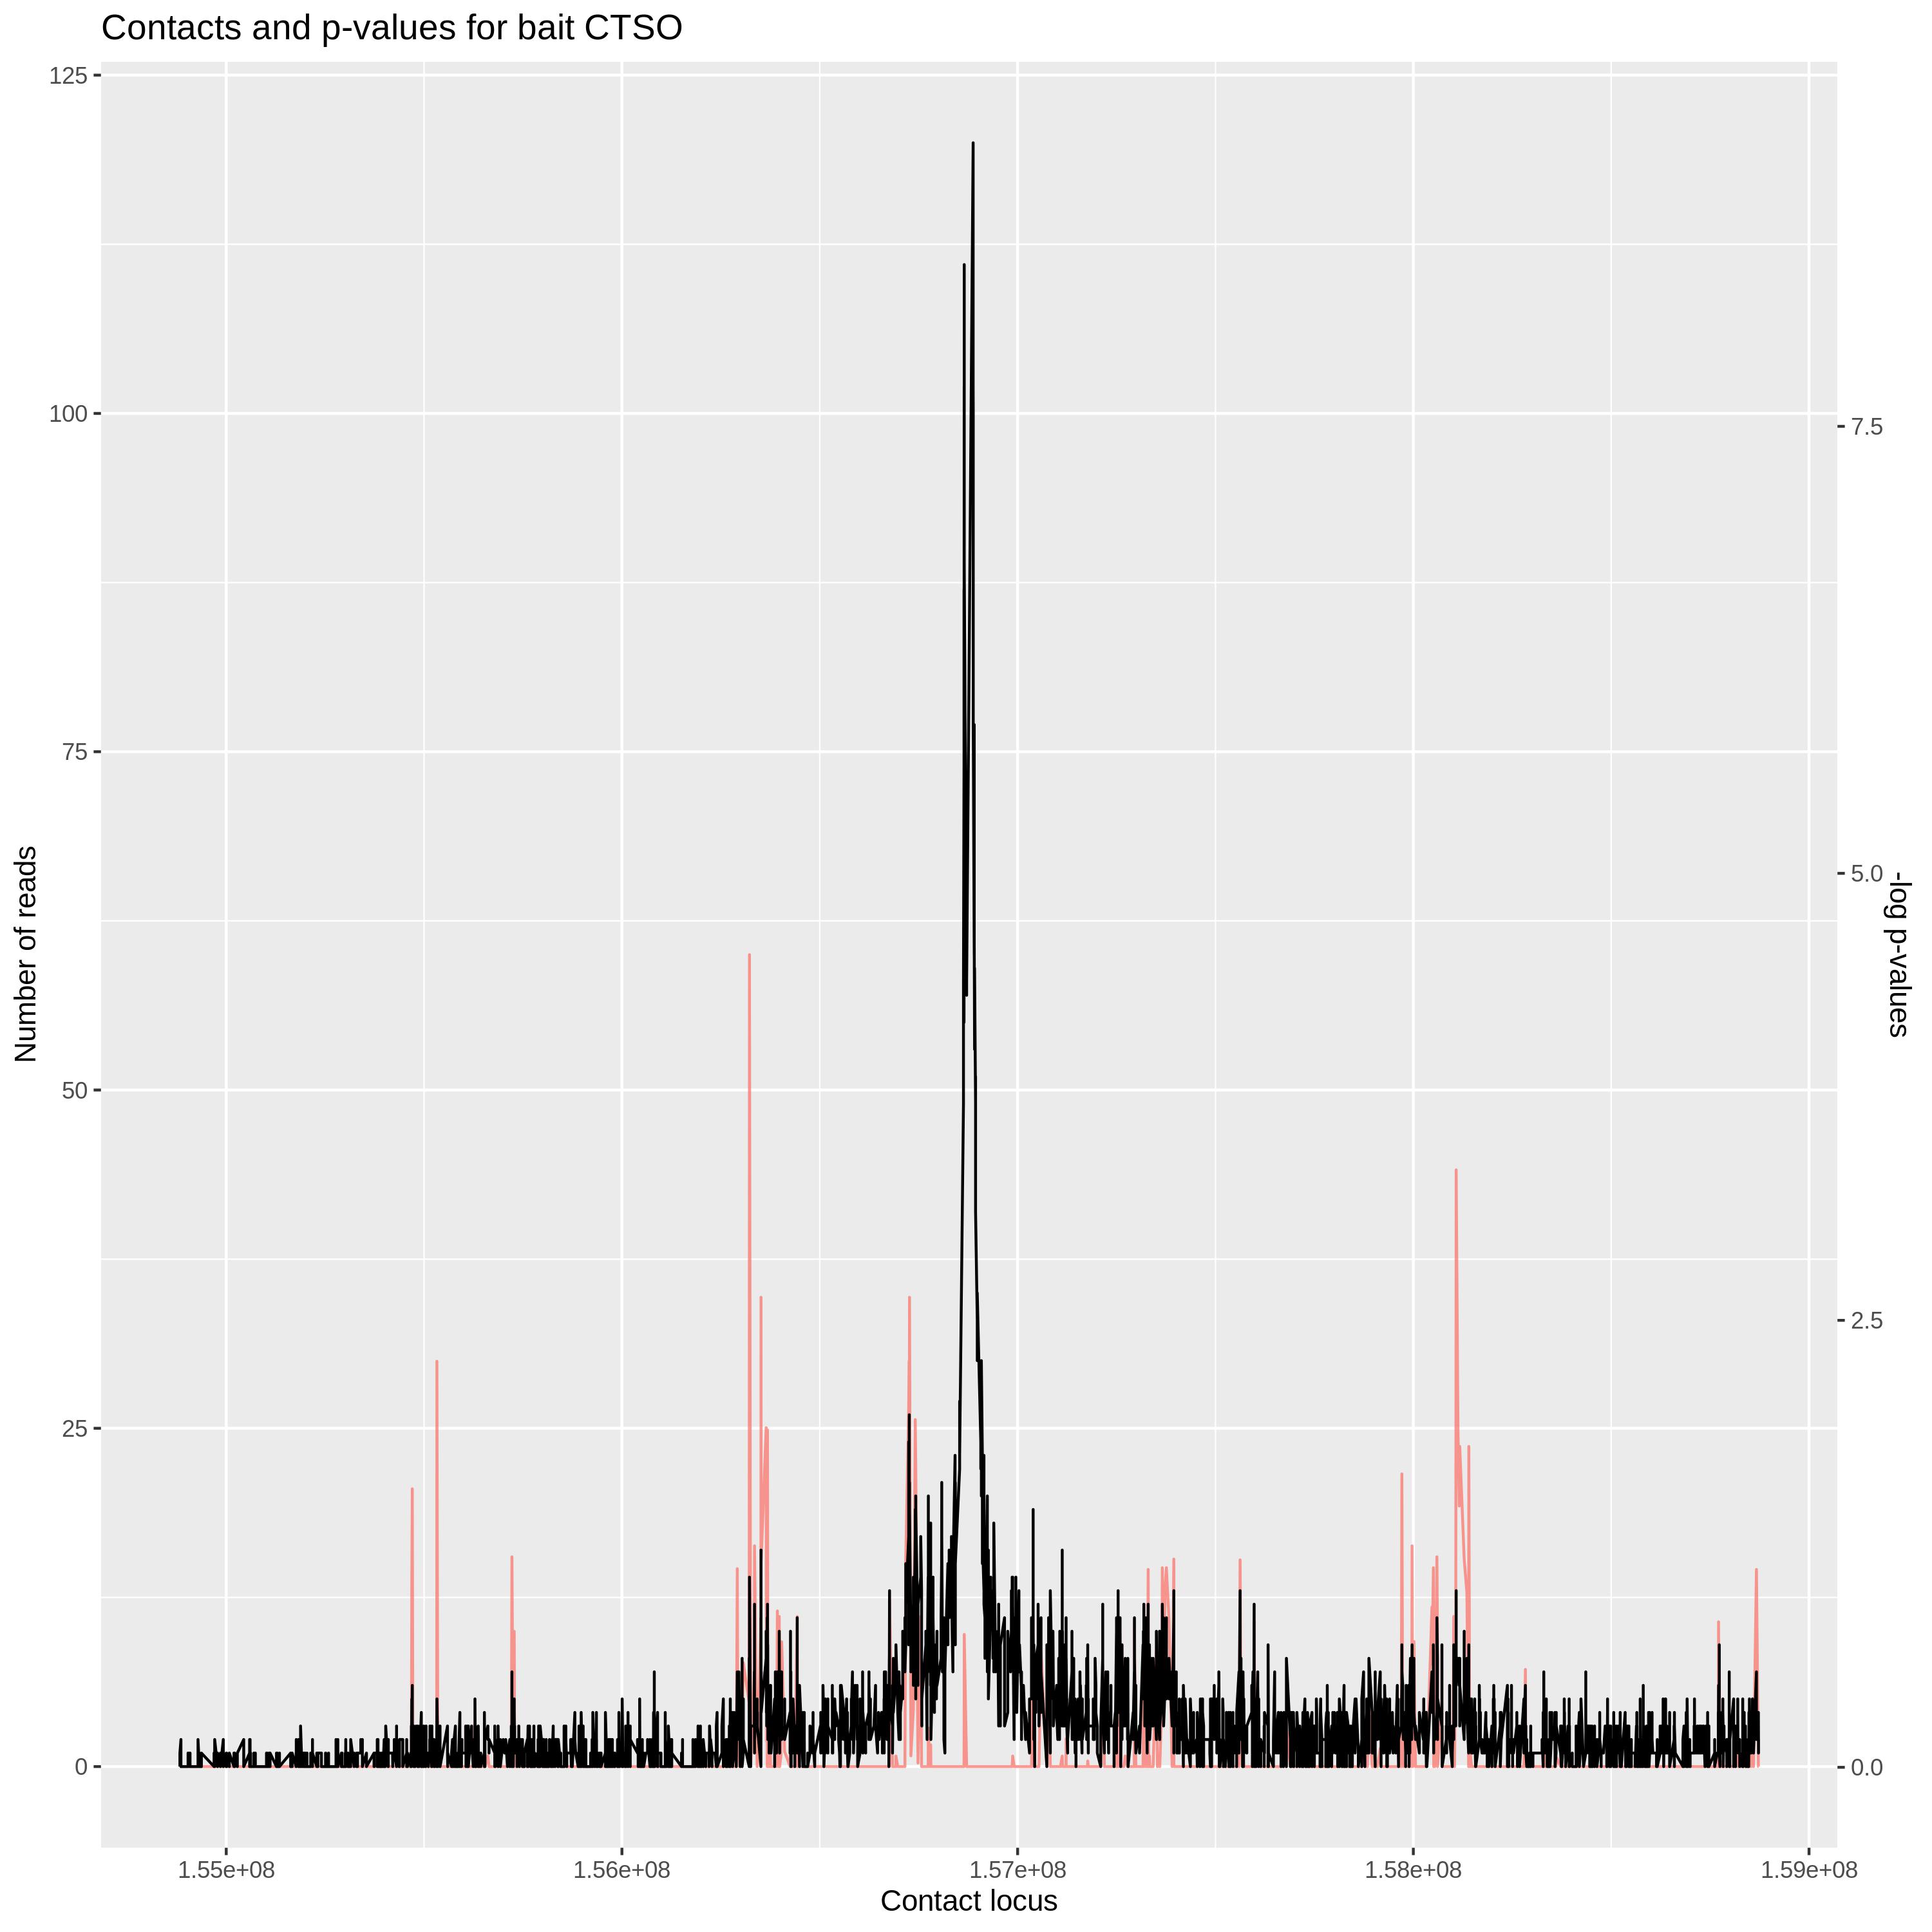 Contacts and p-values for bait CTSO
125
100
75
50
25
0
Number of reads
7.5
5.0
2.5
0.0
-log p-values
1.55e+08
1.56e+08
1.57e+08
1.58e+08
1.59e+08
Contact locus